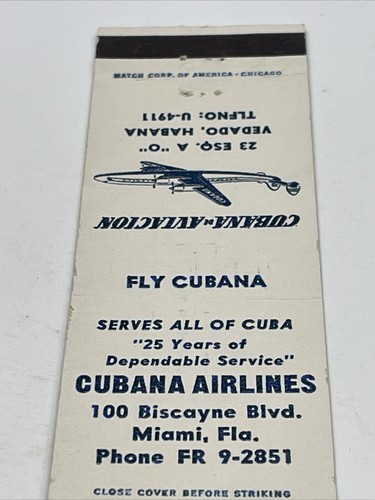 MATCH CORP. OF AMERICA - CHICAGO
CUBANA DE AVIACION
23 ESQ. A "O"
VEDADO, HABANA
TLFNO: U-4911
FLY CUBANA
SERVES ALL OF CUBA
"25 Years of
Dependable Service"
CUBANA AIRLINES
100 Biscayne Blvd.
Miami, Fla.
Phone FR 9-2851
CLOSE COVER BEFORE STRIKING